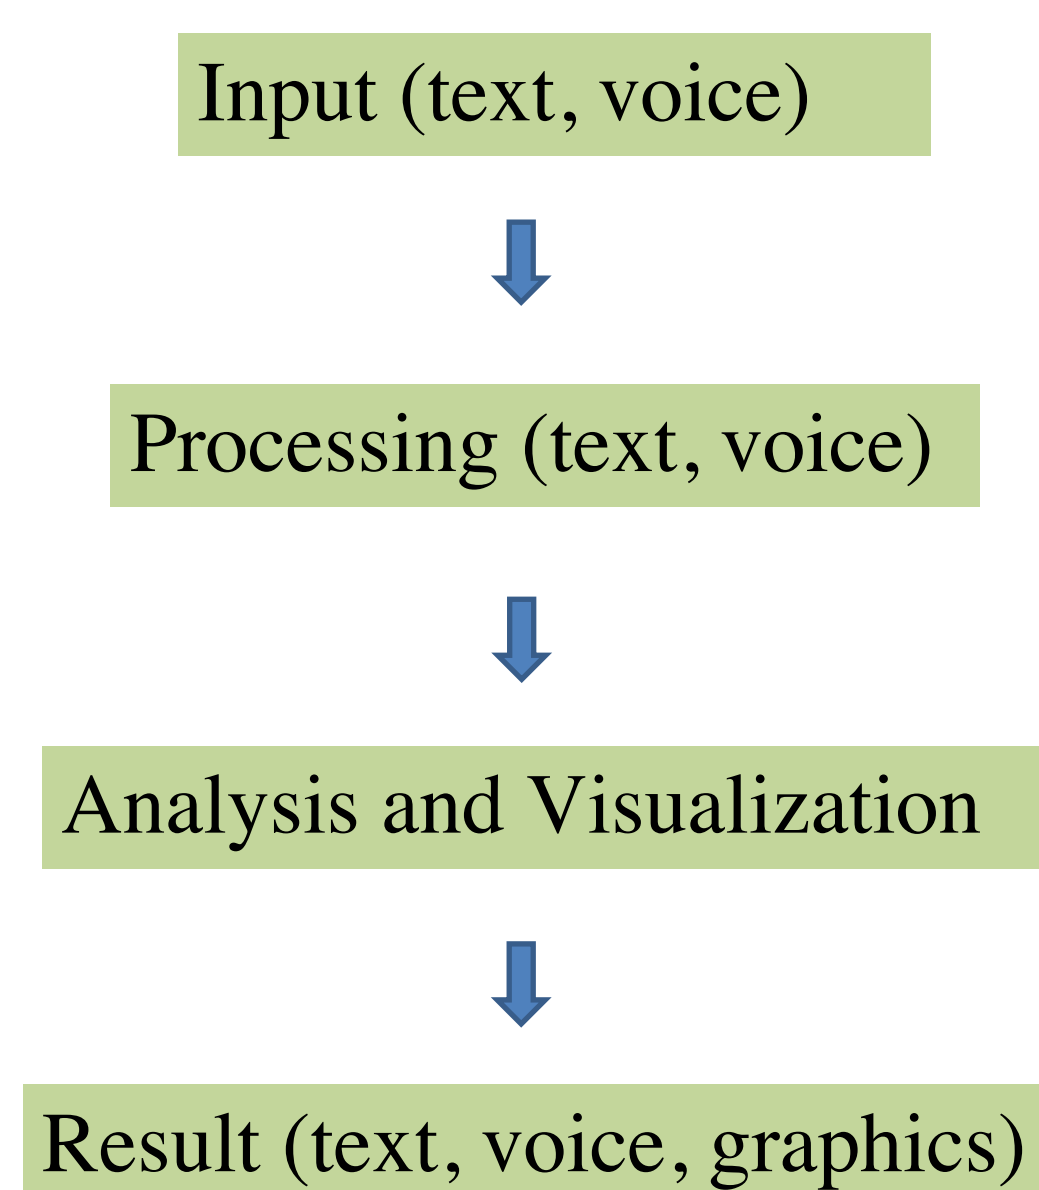 Input (text, voice)
Processing (text, voice)
Analysis and Visualization
Result (text, voice, graphics)